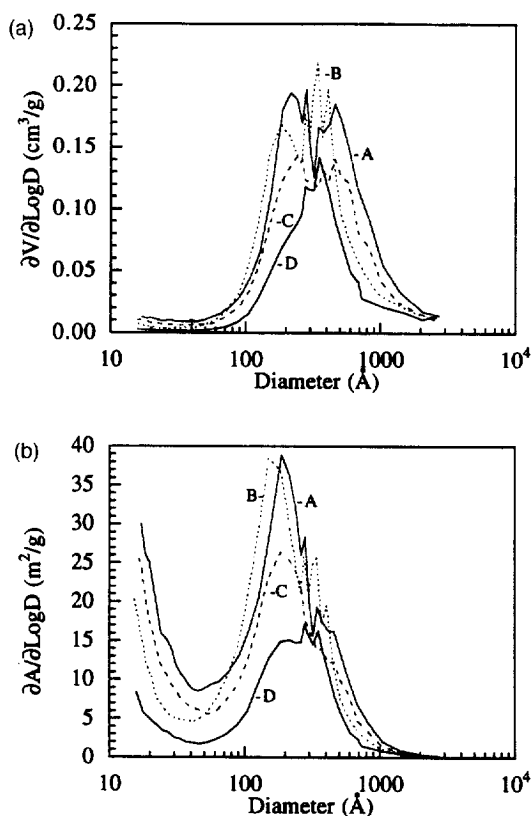 (a)
∂V/∂LogD (cm³/g)
0.25
0.20
0.15
0.10
0.05
0.00
-B
-A
-C
-D
10
100
1000
10⁴
Diameter (Å)
(b)
∂A/∂LogD (m²/g)
40
35
30
25
20
15
10
5
0
B-
-A
-C
-D
10
100
1000
10⁴
Diameter (Å)